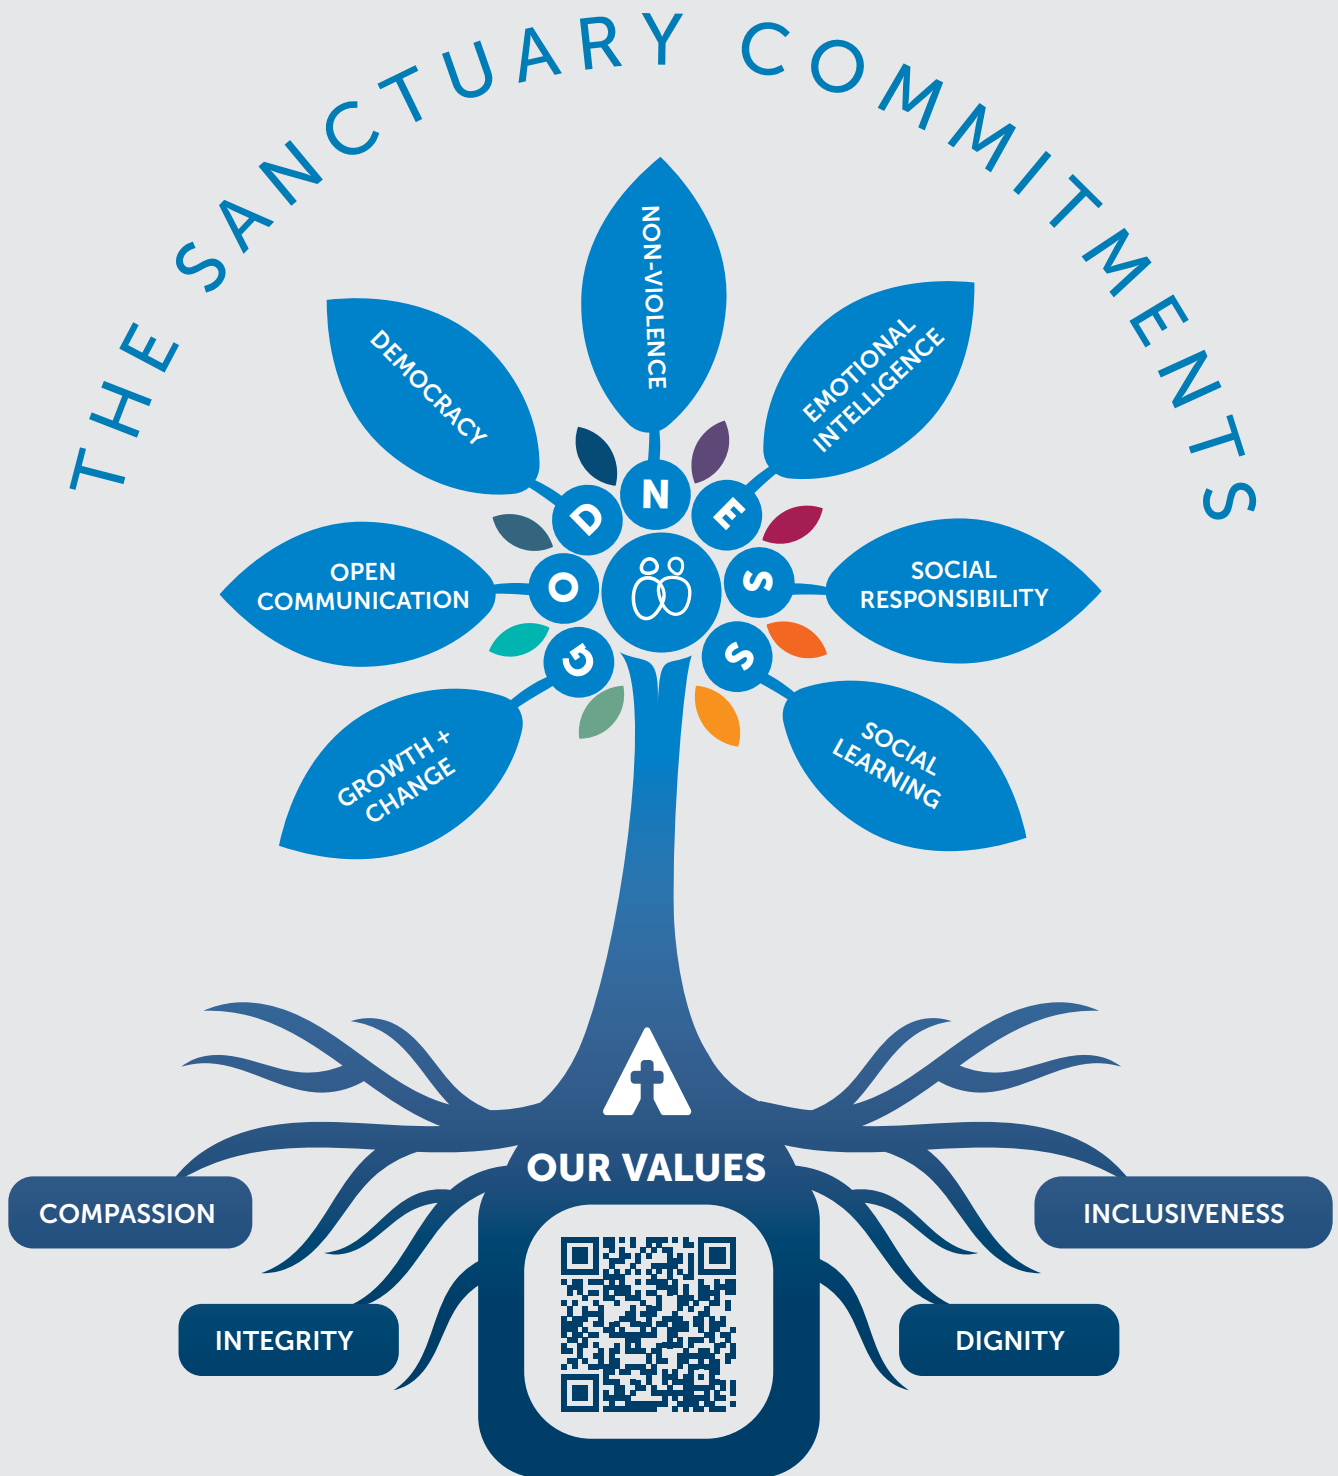 THE SANCTUARY COMMITMENTS
NON-VIOLENCE
DEMOCRACY
EMOTIONAL
INTELLIGENCE
OPEN
COMMUNICATION
SOCIAL
RESPONSIBILITY
GROWTH +
CHANGE
SOCIAL
LEARNING
G O D N E S S
OUR VALUES
COMPASSION
INCLUSIVENESS
INTEGRITY
DIGNITY